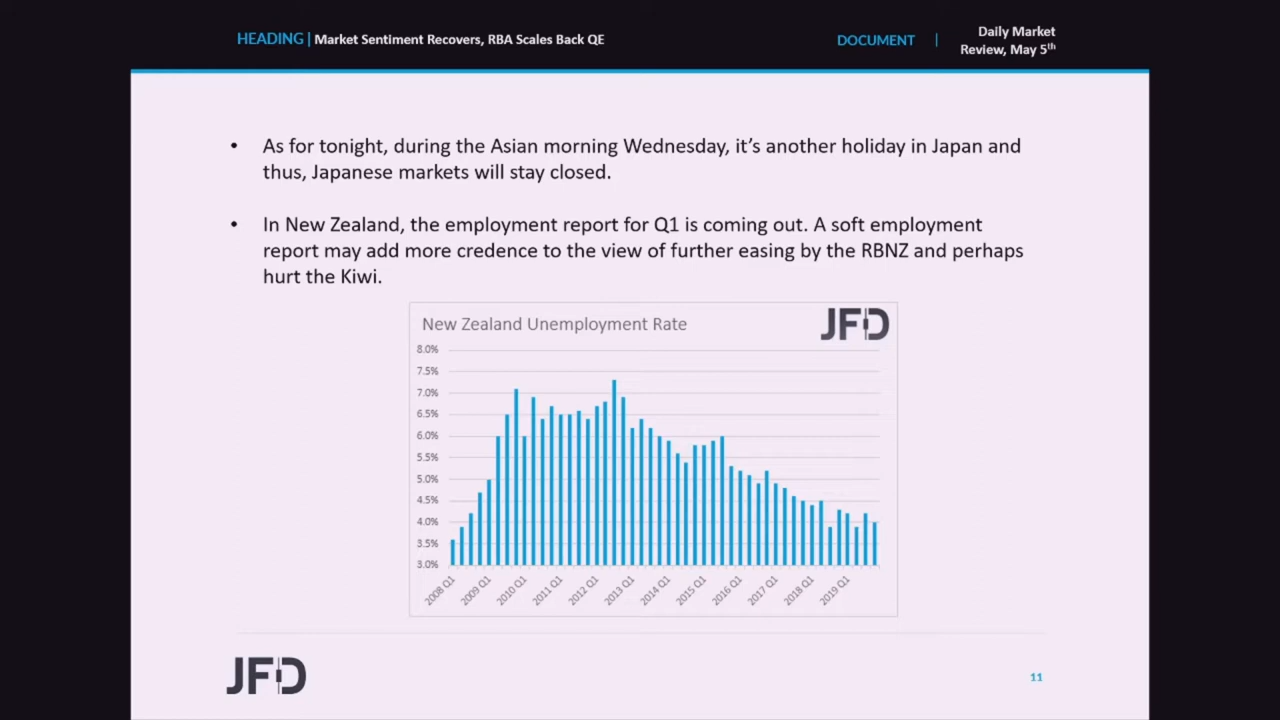 HEADING | Market Sentiment Recovers, RBA Scales Back QE
DOCUMENT | Daily Market
Review, May 5th
• As for tonight, during the Asian morning Wednesday, it's another holiday in Japan and
thus, Japanese markets will stay closed.
• In New Zealand, the employment report for Q1 is coming out. A soft employment
report may add more credence to the view of further easing by the RBNZ and perhaps
hurt the Kiwi.
New Zealand Unemployment Rate
JFD
8.0%
7.5%
7.0%
6.5%
6.0%
5.5%
5.0%
4.5%
4.0%
3.5%
3.0%
2008 Q1
2009 Q1
2010 Q1
2011 Q1
2012 Q1
2013 Q1
2014 Q1
2015 Q1
2016 Q1
2017 Q1
2018 Q1
2019 Q1
JFD
11